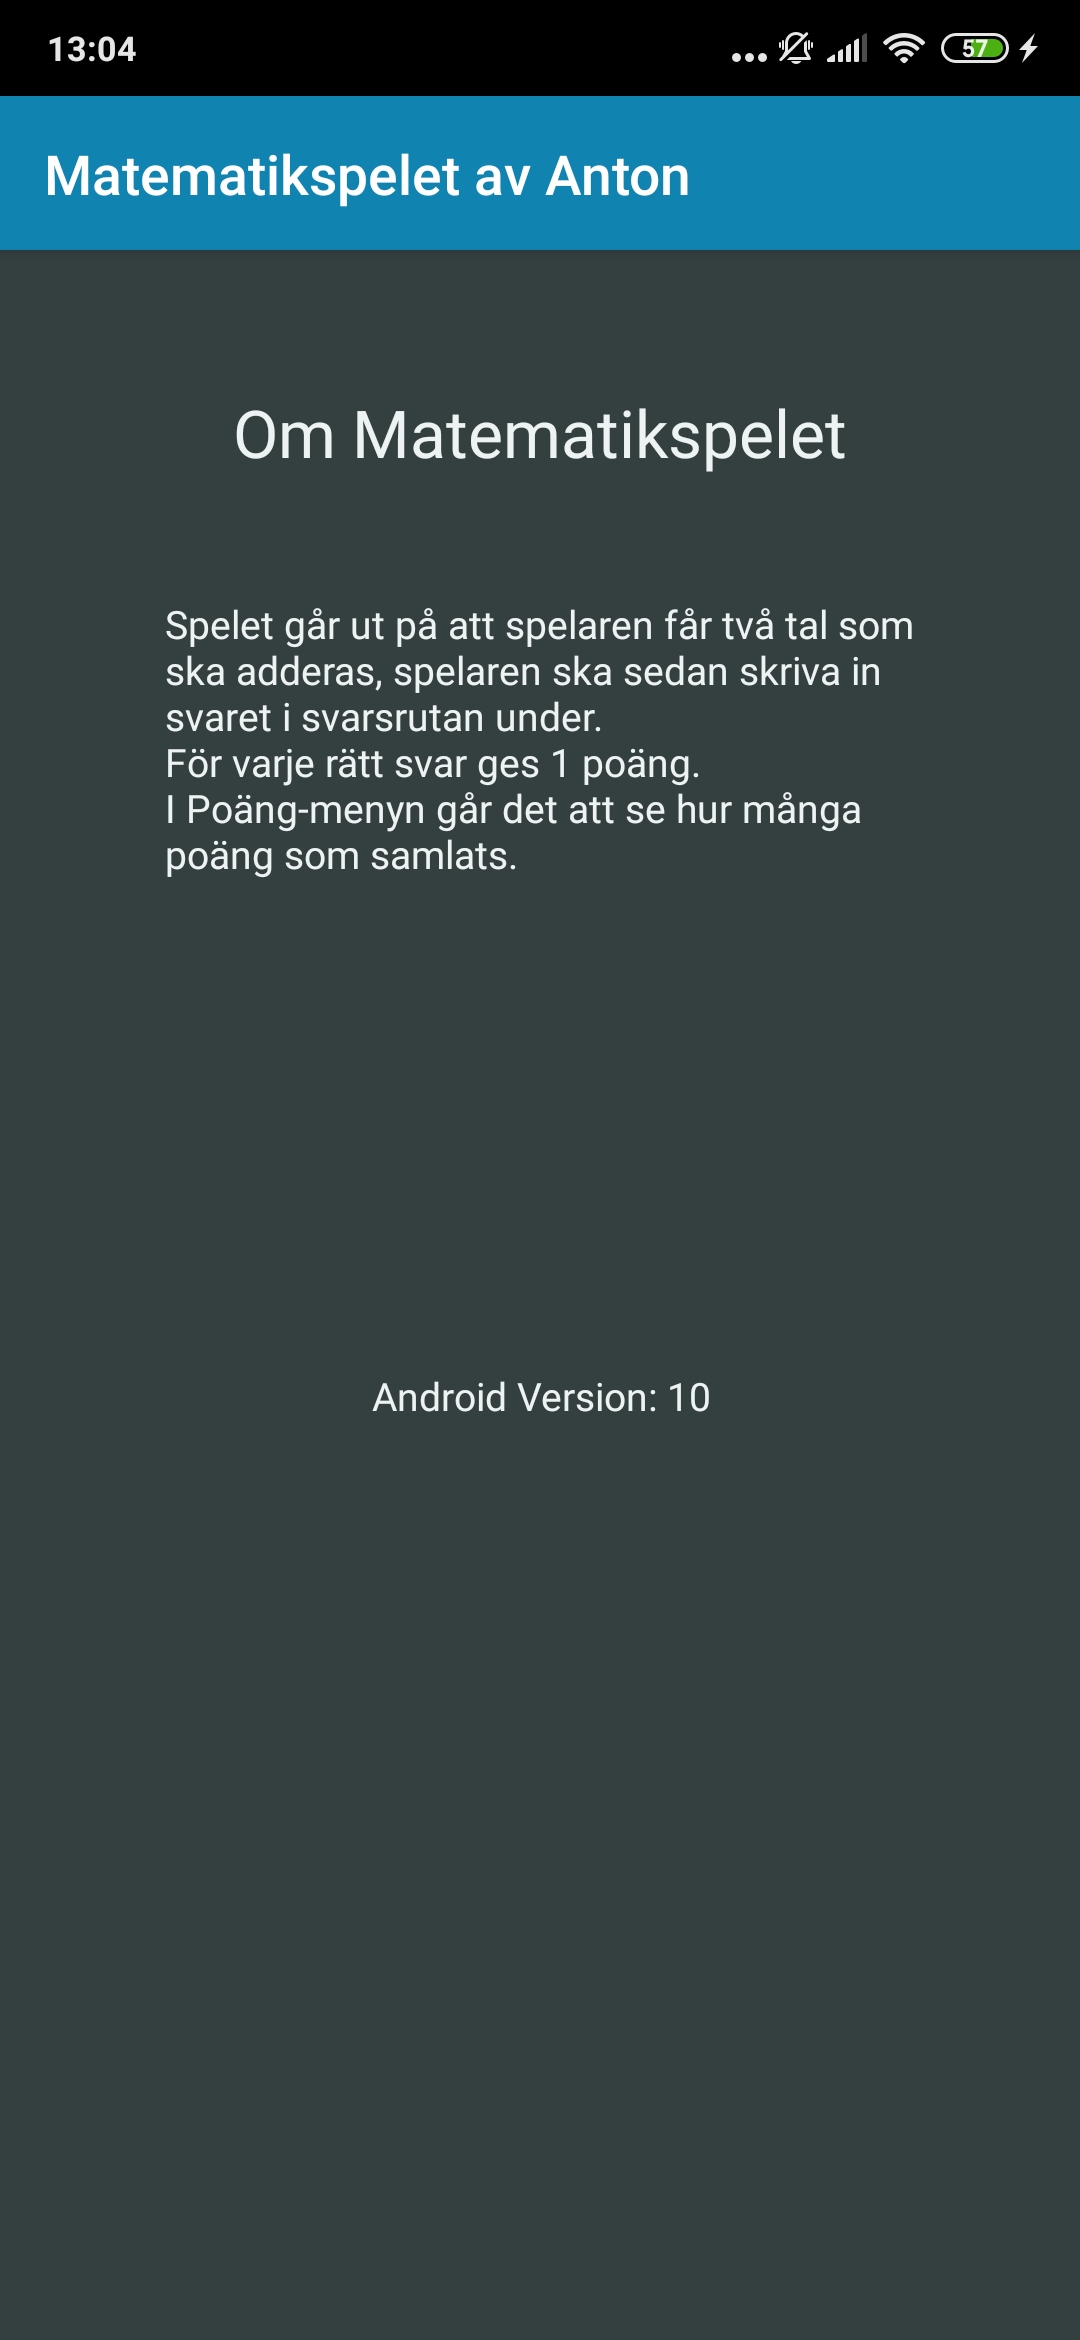 13:04
57
Matematikspelet av Anton
Om Matematikspelet
Spelet går ut på att spelaren får två tal som
ska adderas, spelaren ska sedan skriva in
svaret i svarsrutan under.
För varje rätt svar ges 1 poäng.
I Poäng-menyn går det att se hur många
poäng som samlats.
Android Version: 10